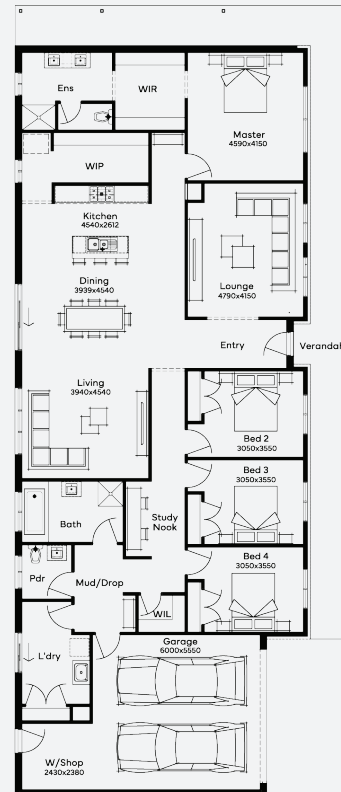 Ens
WIR
Master
4590x4150
WIP
Kitchen
4540x2612
Dining
3939x4540
Lounge
4790x4150
Entry
Verandah
Living
3940x4540
Bed 2
3050x3550
Bed 3
3050x3550
Bath
Study
Nook
Bed 4
3050x3550
Pdr
Mud/Drop
WIL
Garage
6000x5550
L'dry
W/Shop
2430x2380